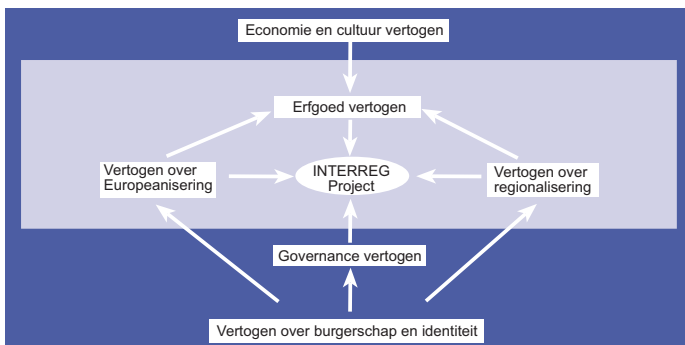 Economie en cultuur vertogen
Erfgoed vertogen
Vertogen over
Europeanisering
INTERREG
Project
Vertogen over
regionalisering
Governance vertogen
Vertogen over burgerschap en identiteit